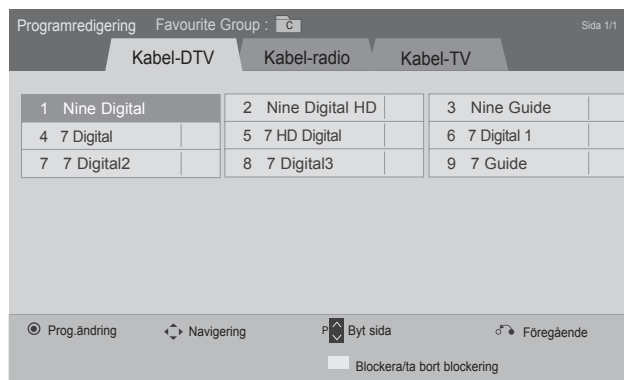 Programredigering Favourite Group : C Sida 1/1
Kabel-DTV Kabel-radio Kabel-TV
1 Nine Digital 2 Nine Digital HD 3 Nine Guide
4 7 Digital 5 7 HD Digital 6 7 Digital 1
7 7 Digital2 8 7 Digital3 9 7 Guide
Prog.ändring Navigering P Byt sida Föregående
Blockera/ta bort blockering